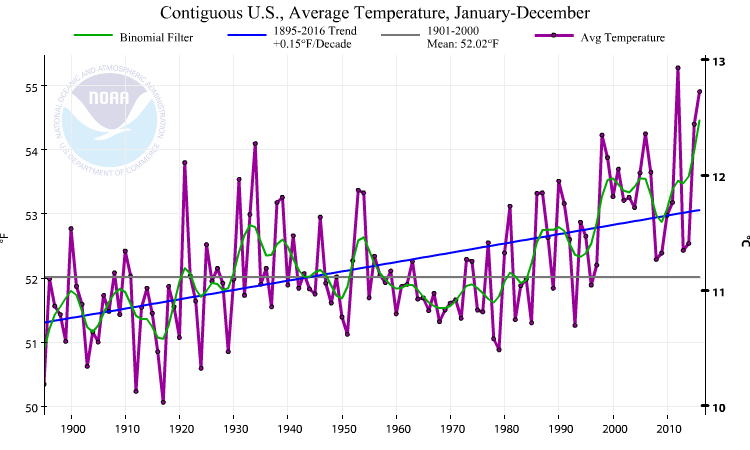 Contiguous U.S., Average Temperature, January-December
Binomial Filter
1895-2016 Trend
+0.15°F/Decade
1901-2000
Mean: 52.02°F
Avg Temperature
NATIONAL OCEANIC AND ATMOSPHERIC ADMINISTRATION
NOAA
U.S. DEPARTMENT OF COMMERCE
°F
55
54
53
52
51
50
13
12
11
10
°C
1900 1910 1920 1930 1940 1950 1960 1970 1980 1990 2000 2010